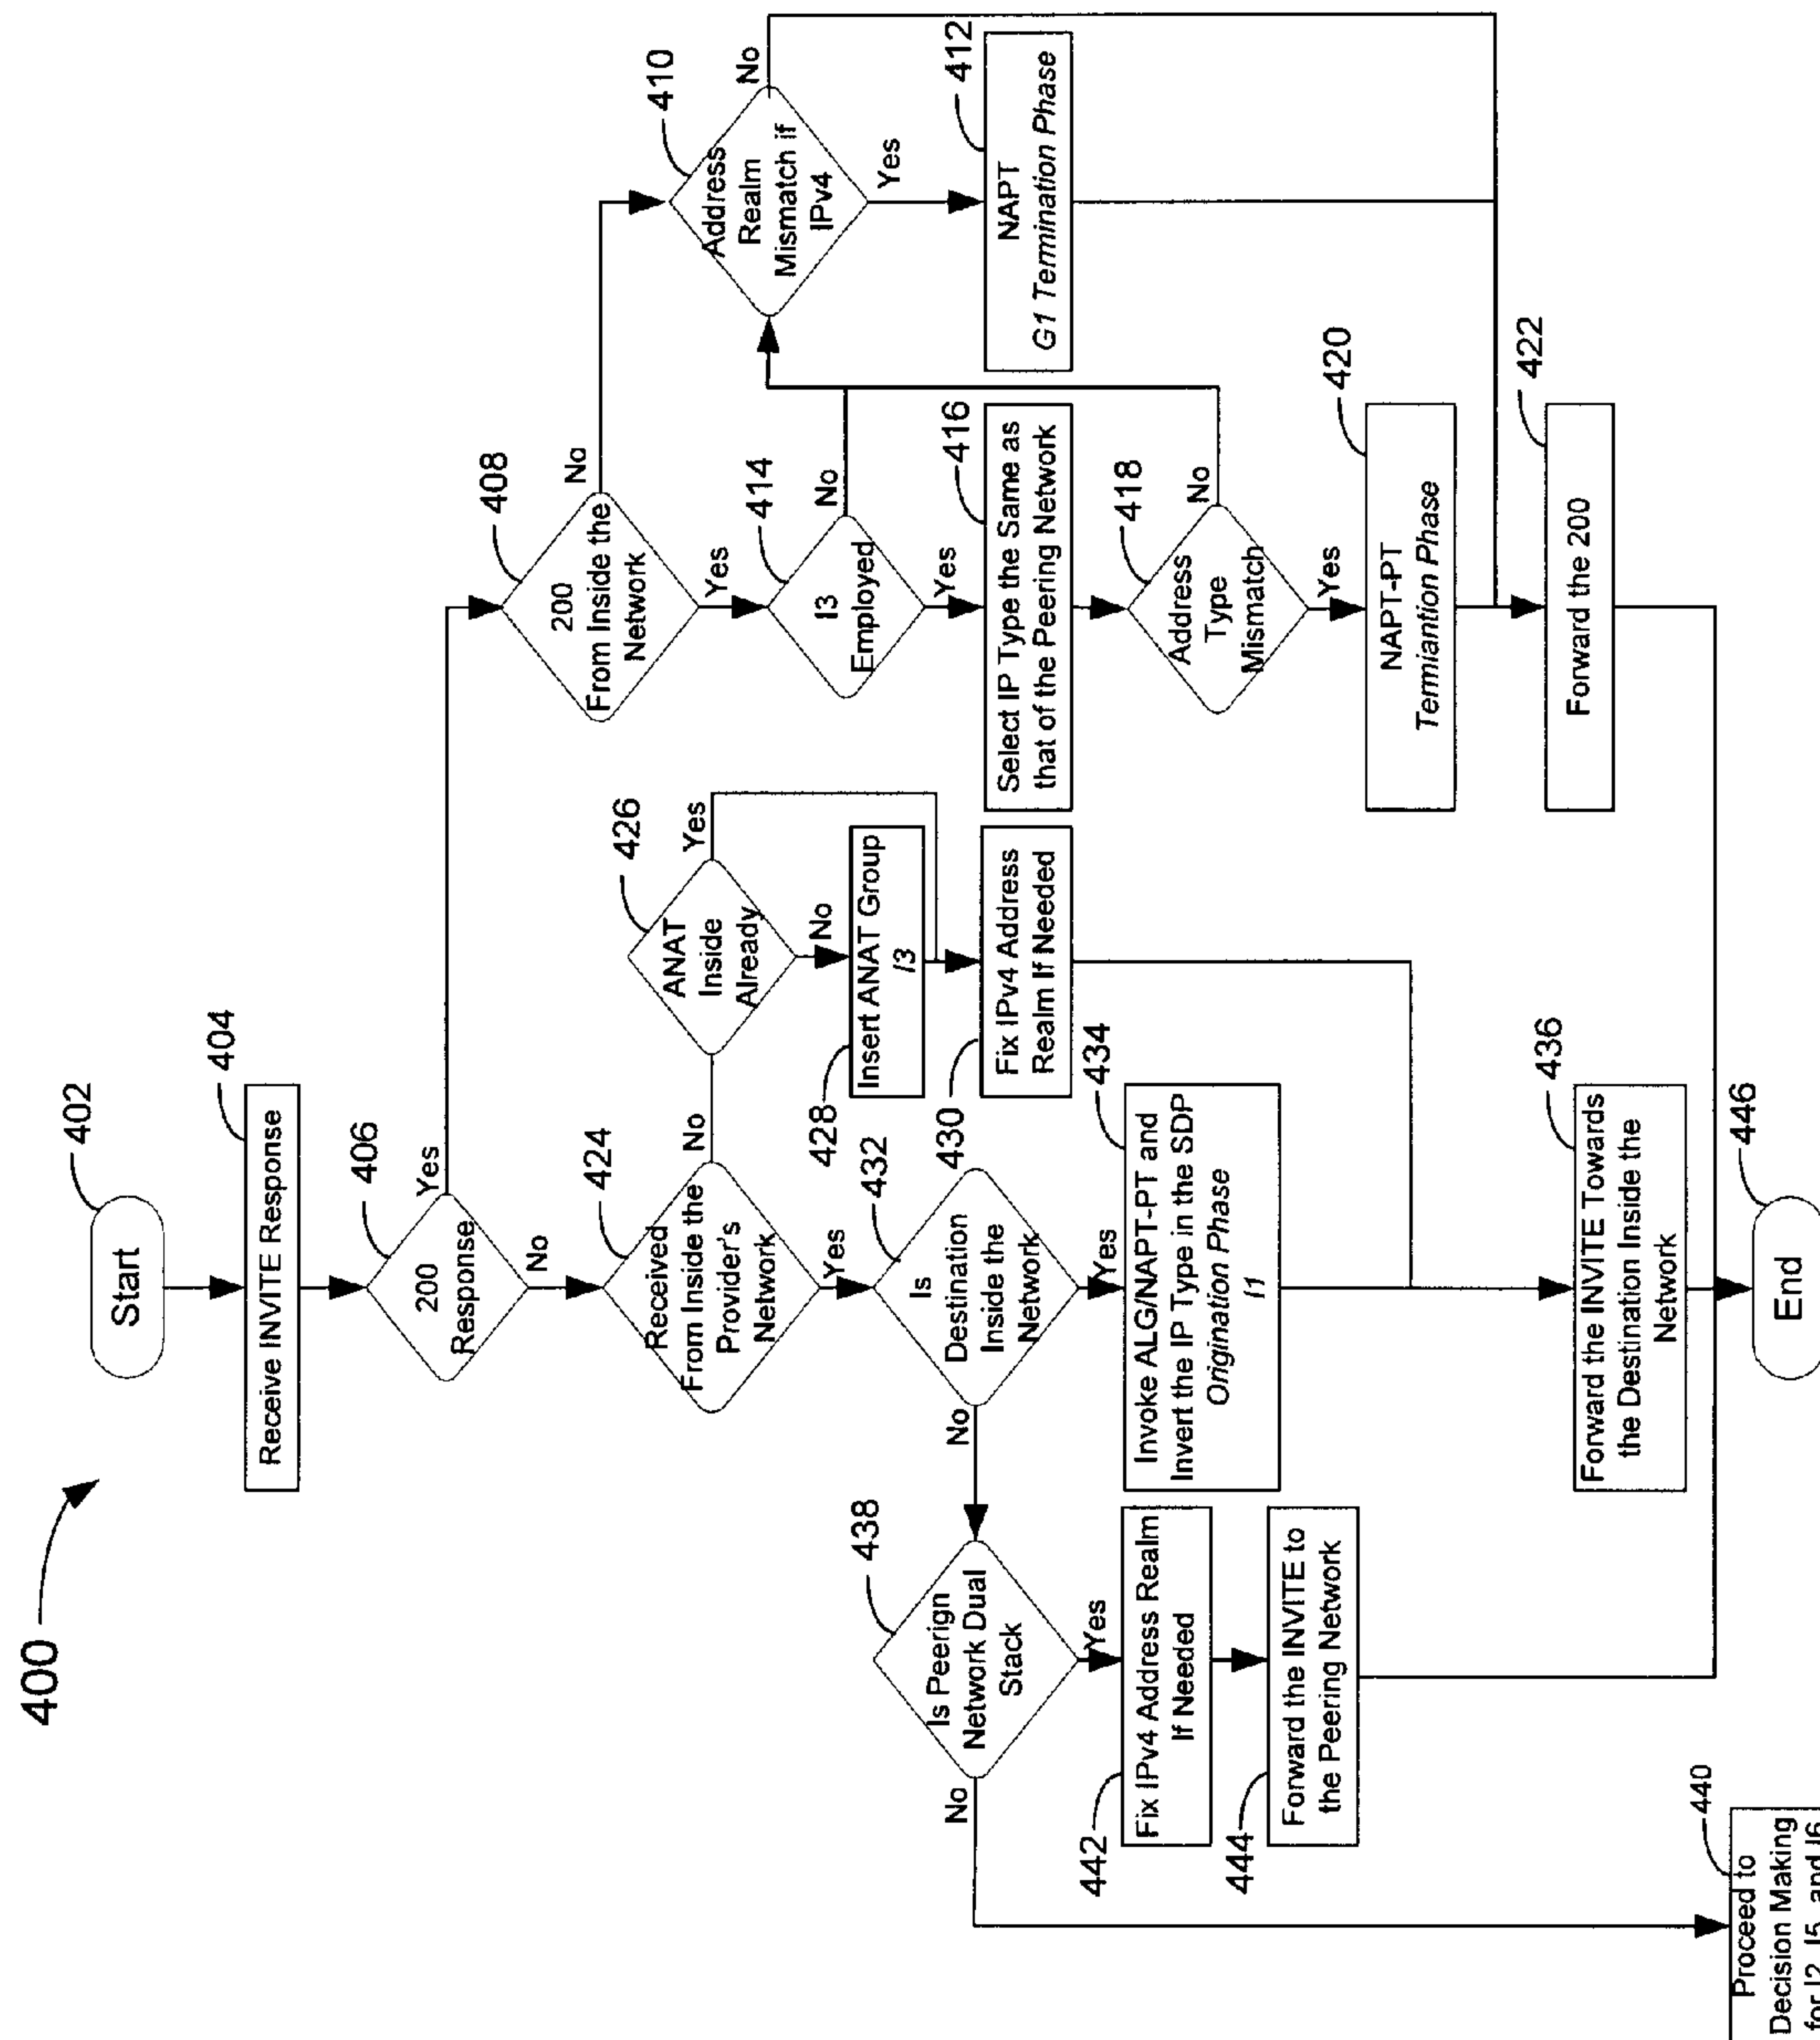 400
402
Start
404
Receive INVITE Response
406
200
Response
Yes
No
408
200
From Inside the
Network
No
Yes
410
Address
Realm
Mismatch if
IPv4
No
Yes
412
NAPT
G1 Termination Phase
414
I3
Employed
No
Yes
416
Select IP Type the Same as
that of the Peering Network
418
Address
Type
Mismatch
No
Yes
420
NAPT-PT
Termiantion Phase
422
Forward the 200
424
Received
From Inside the
Provider's
Network
No
Yes
426
ANAT
Inside
Already
Yes
No
428
Insert ANAT Group
I3
430
Fix IPv4 Address
Realm If Needed
432
Is
Destination
Inside the
Network
No
Yes
434
Invoke ALG/NAPT-PT and
Invert the IP Type in the SDP
Origination Phase
I1
436
Forward the INVITE Towards
the Destination Inside the
Network
438
Is Peerign
Network Dual
Stack
No
Yes
440
Proceed to
Decision Making
for I2, I5, and I6
442
Fix IPv4 Address Realm
If Needed
444
Forward the INVITE to
the Peering Network
446
End